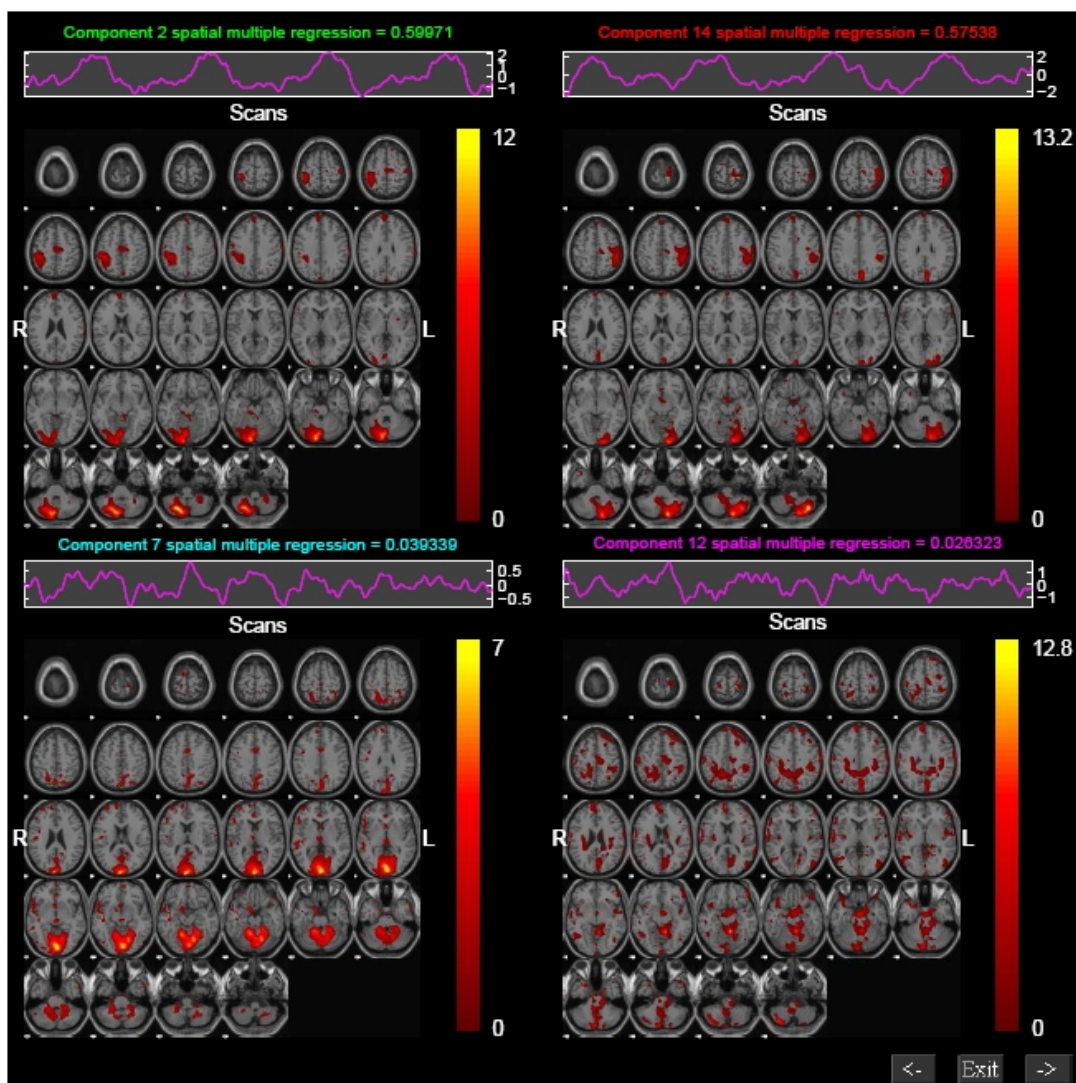 Component 2 spatial multiple regression = 0.59971
2
1
0
−1
Scans
12
0
Component 14 spatial multiple regression = 0.57538
2
0
−2
Scans
13.2
0
R
L
R
L
Component 7 spatial multiple regression = 0.039339
0.5
0
−0.5
Scans
7
0
Component 12 spatial multiple regression = 0.026323
1
0
−1
Scans
12.8
0
R
L
R
L
<- Exit ->